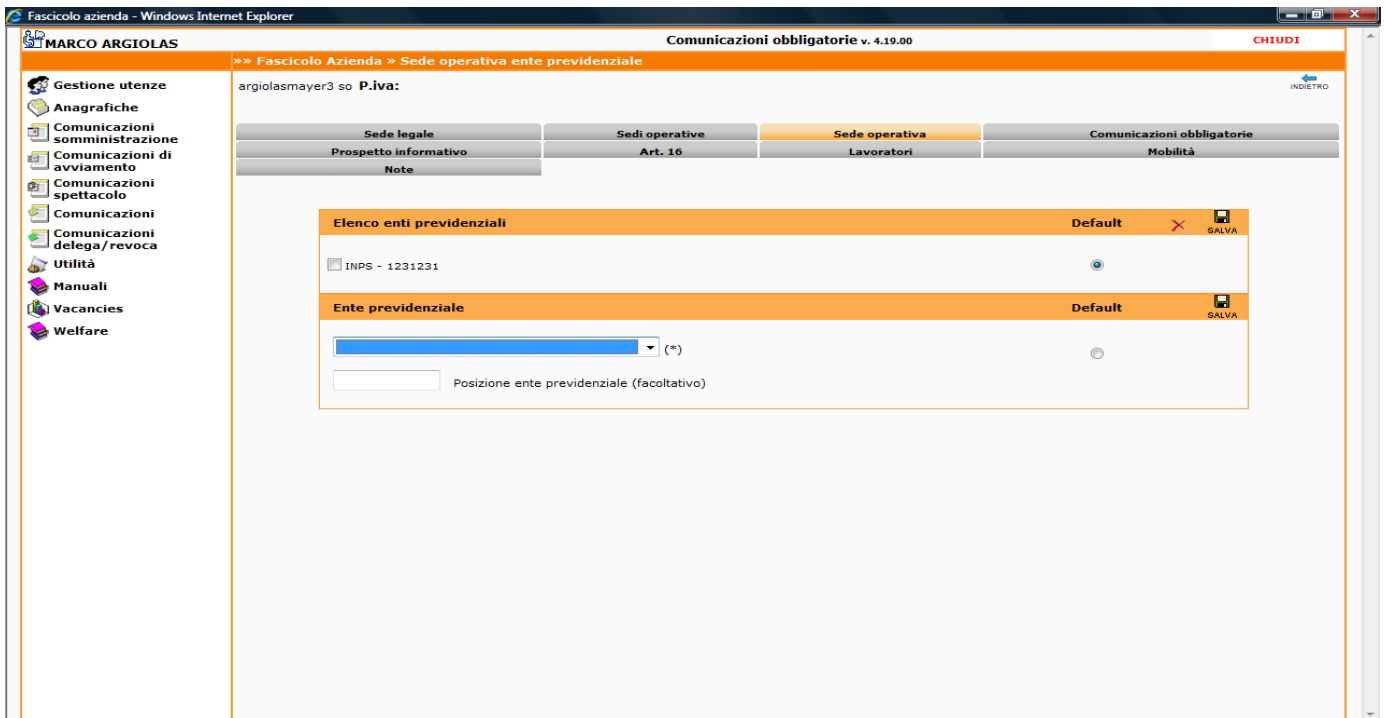 Fascicolo azienda - Windows Internet Explorer
MARCO ARGIOLAS
Comunicazioni obbligatorie v. 4.19.00
CHIUDI
»» Fascicolo Azienda » Sede operativa ente previdenziale
Gestione utenze
Anagrafiche
Comunicazioni
somministrazione
Comunicazioni di
avviamento
Comunicazioni
spettacolo
Comunicazioni
Comunicazioni
delega/revoca
Utilità
Manuali
Vacancies
Welfare
argiolasmayer3 so P.iva:
INDIETRO
Sede legale
Sedi operative
Sede operativa
Comunicazioni obbligatorie
Prospetto informativo
Art. 16
Lavoratori
Mobilità
Note
Elenco enti previdenziali
Default
SALVA
INPS - 1231231
Ente previdenziale
Default
SALVA
(*)
Posizione ente previdenziale (facoltativo)